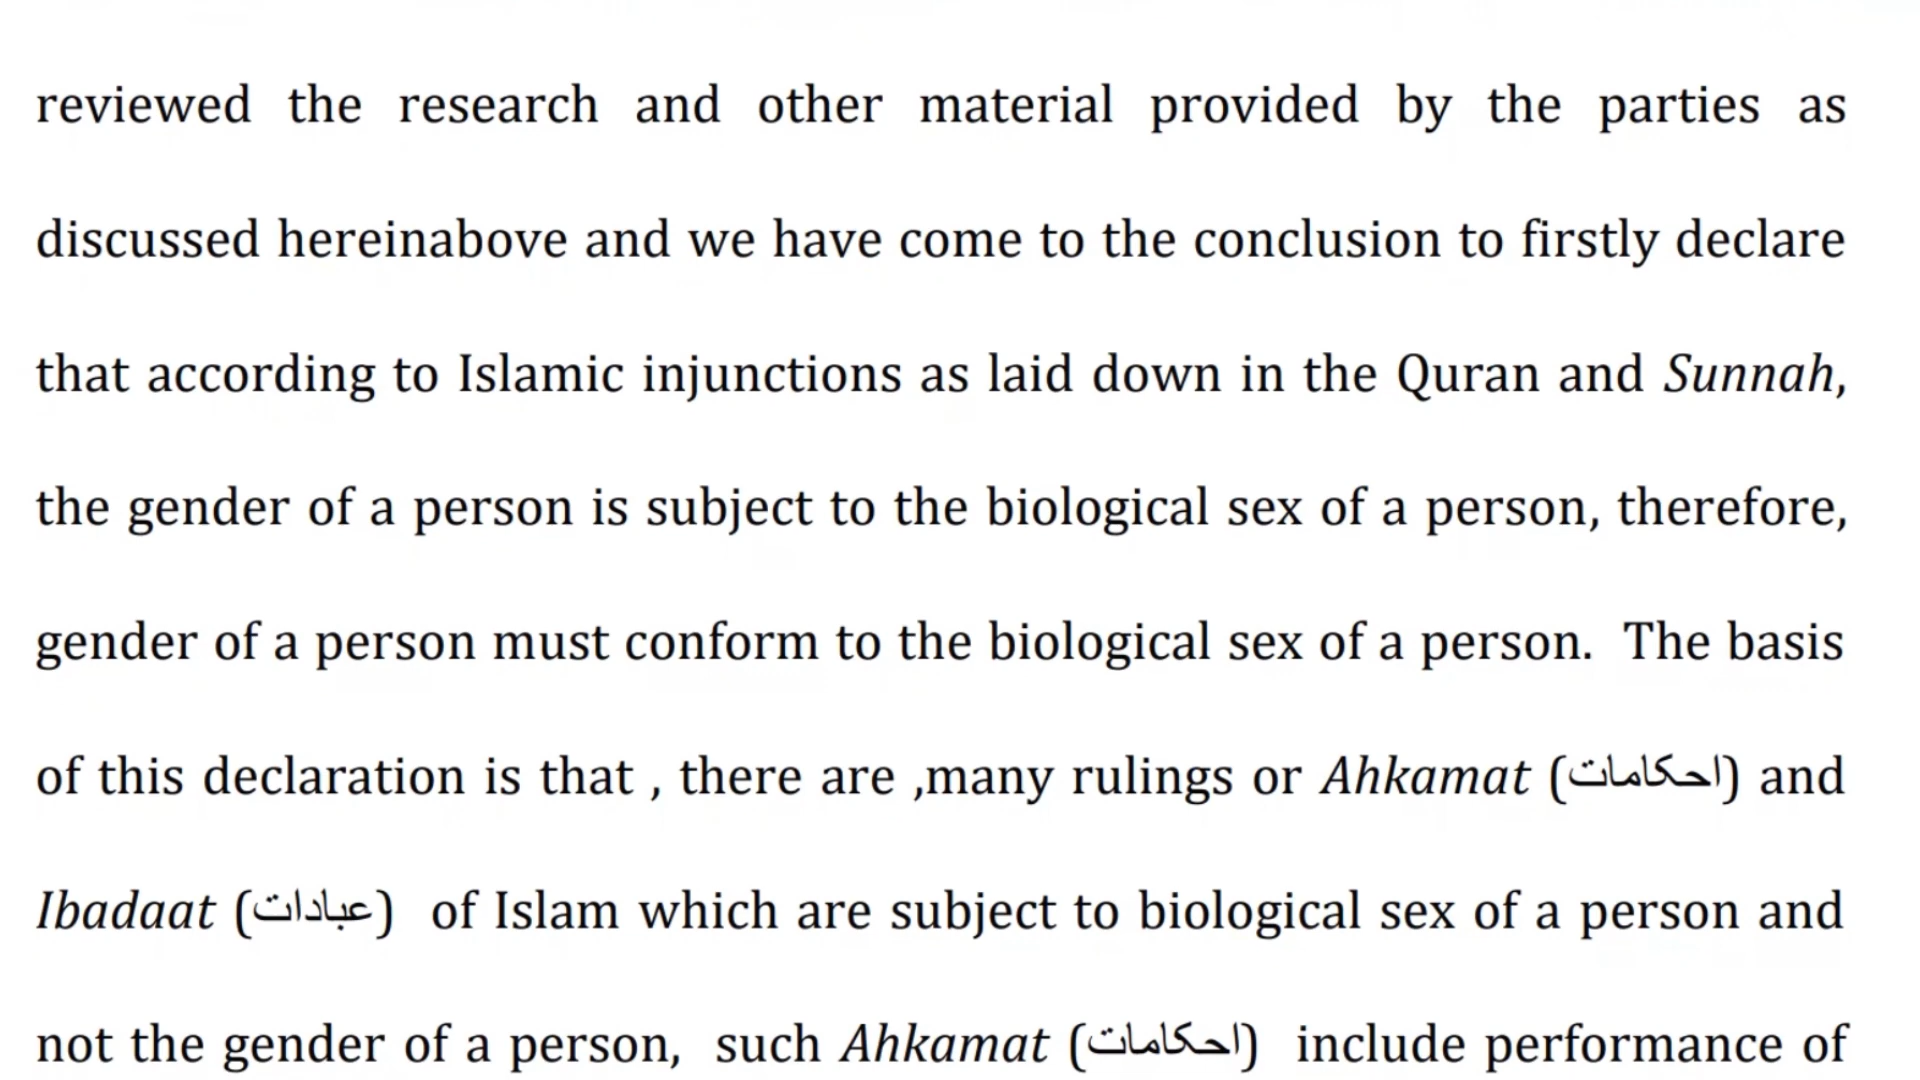 reviewed the research and other material provided by the parties as
discussed hereinabove and we have come to the conclusion to firstly declare
that according to Islamic injunctions as laid down in the Quran and Sunnah,
the gender of a person is subject to the biological sex of a person, therefore,
gender of a person must conform to the biological sex of a person.  The basis
of this declaration is that , there are ,many rulings or Ahkamat (احكامات) and
Ibadaat (عبادات)  of Islam which are subject to biological sex of a person and
not the gender of a person,  such Ahkamat (احكامات)  include performance of